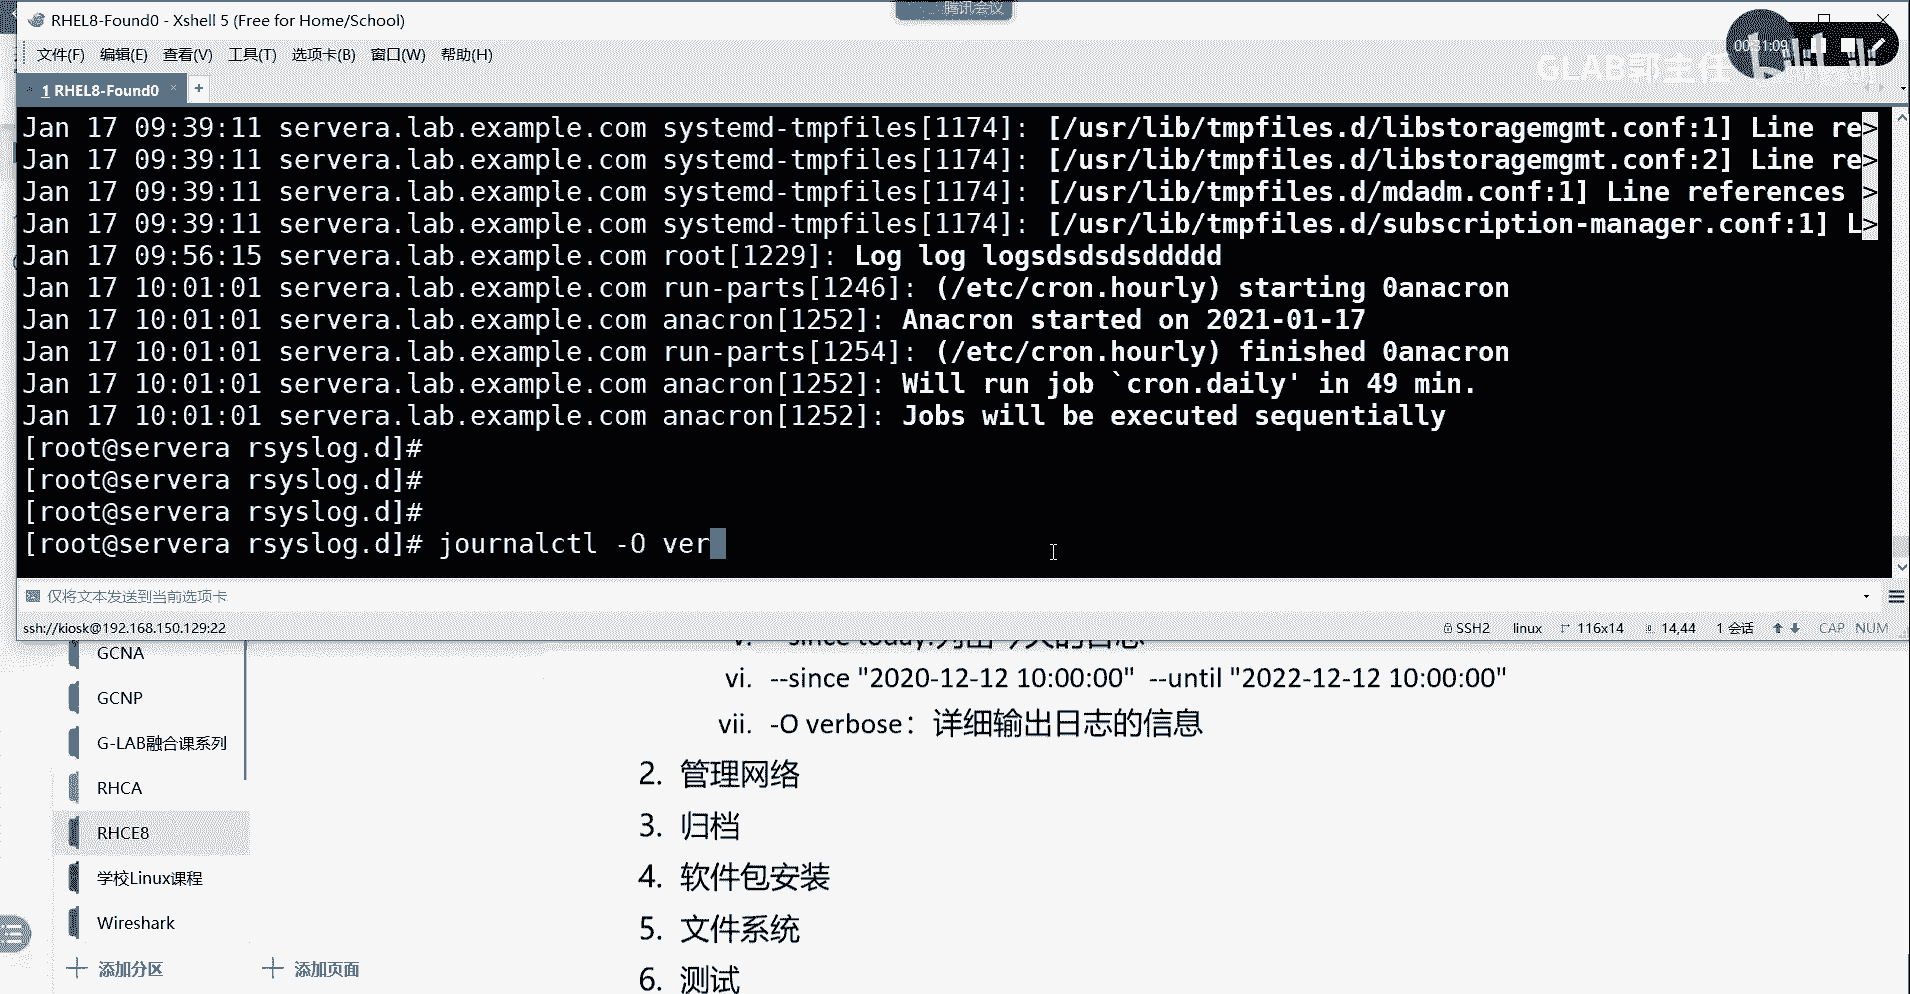 腾讯会议
RHEL8-Found0 - Xshell 5 (Free for Home/School)
00:31:09
文件(F) 编辑(E) 查看(V) 工具(T) 选项卡(B) 窗口(W) 帮助(H)
GLAB郭主任
1 RHEL8-Found0 × +
Jan 17 09:39:11 servera.lab.example.com systemd-tmpfiles[1174]: [/usr/lib/tmpfiles.d/libstoragemgmt.conf:1] Line re>
Jan 17 09:39:11 servera.lab.example.com systemd-tmpfiles[1174]: [/usr/lib/tmpfiles.d/libstoragemgmt.conf:2] Line re>
Jan 17 09:39:11 servera.lab.example.com systemd-tmpfiles[1174]: [/usr/lib/tmpfiles.d/mdadm.conf:1] Line references >
Jan 17 09:39:11 servera.lab.example.com systemd-tmpfiles[1174]: [/usr/lib/tmpfiles.d/subscription-manager.conf:1] L>
Jan 17 09:56:15 servera.lab.example.com root[1229]: Log log logsdsdsdsddddd
Jan 17 10:01:01 servera.lab.example.com run-parts[1246]: (/etc/cron.hourly) starting 0anacron
Jan 17 10:01:01 servera.lab.example.com anacron[1252]: Anacron started on 2021-01-17
Jan 17 10:01:01 servera.lab.example.com run-parts[1254]: (/etc/cron.hourly) finished 0anacron
Jan 17 10:01:01 servera.lab.example.com anacron[1252]: Will run job `cron.daily' in 49 min.
Jan 17 10:01:01 servera.lab.example.com anacron[1252]: Jobs will be executed sequentially
[root@servera rsyslog.d]#
[root@servera rsyslog.d]#
[root@servera rsyslog.d]#
[root@servera rsyslog.d]# journalctl -O ver
仅将文本发送到当前选项卡
ssh://kiosk@192.168.150.129:22 SSH2 linux 116x14 14,44 1 会话 CAP NUM
v. --since today:列出今天的日志
GCNA
vi. --since "2020-12-12 10:00:00" --until "2022-12-12 10:00:00"
GCNP
vii. -O verbose：详细输出日志的信息
G-LAB融合课系列
2. 管理网络
RHCA
3. 归档
RHCE8
4. 软件包安装
学校Linux课程
5. 文件系统
Wireshark
6. 测试
添加分区 添加页面